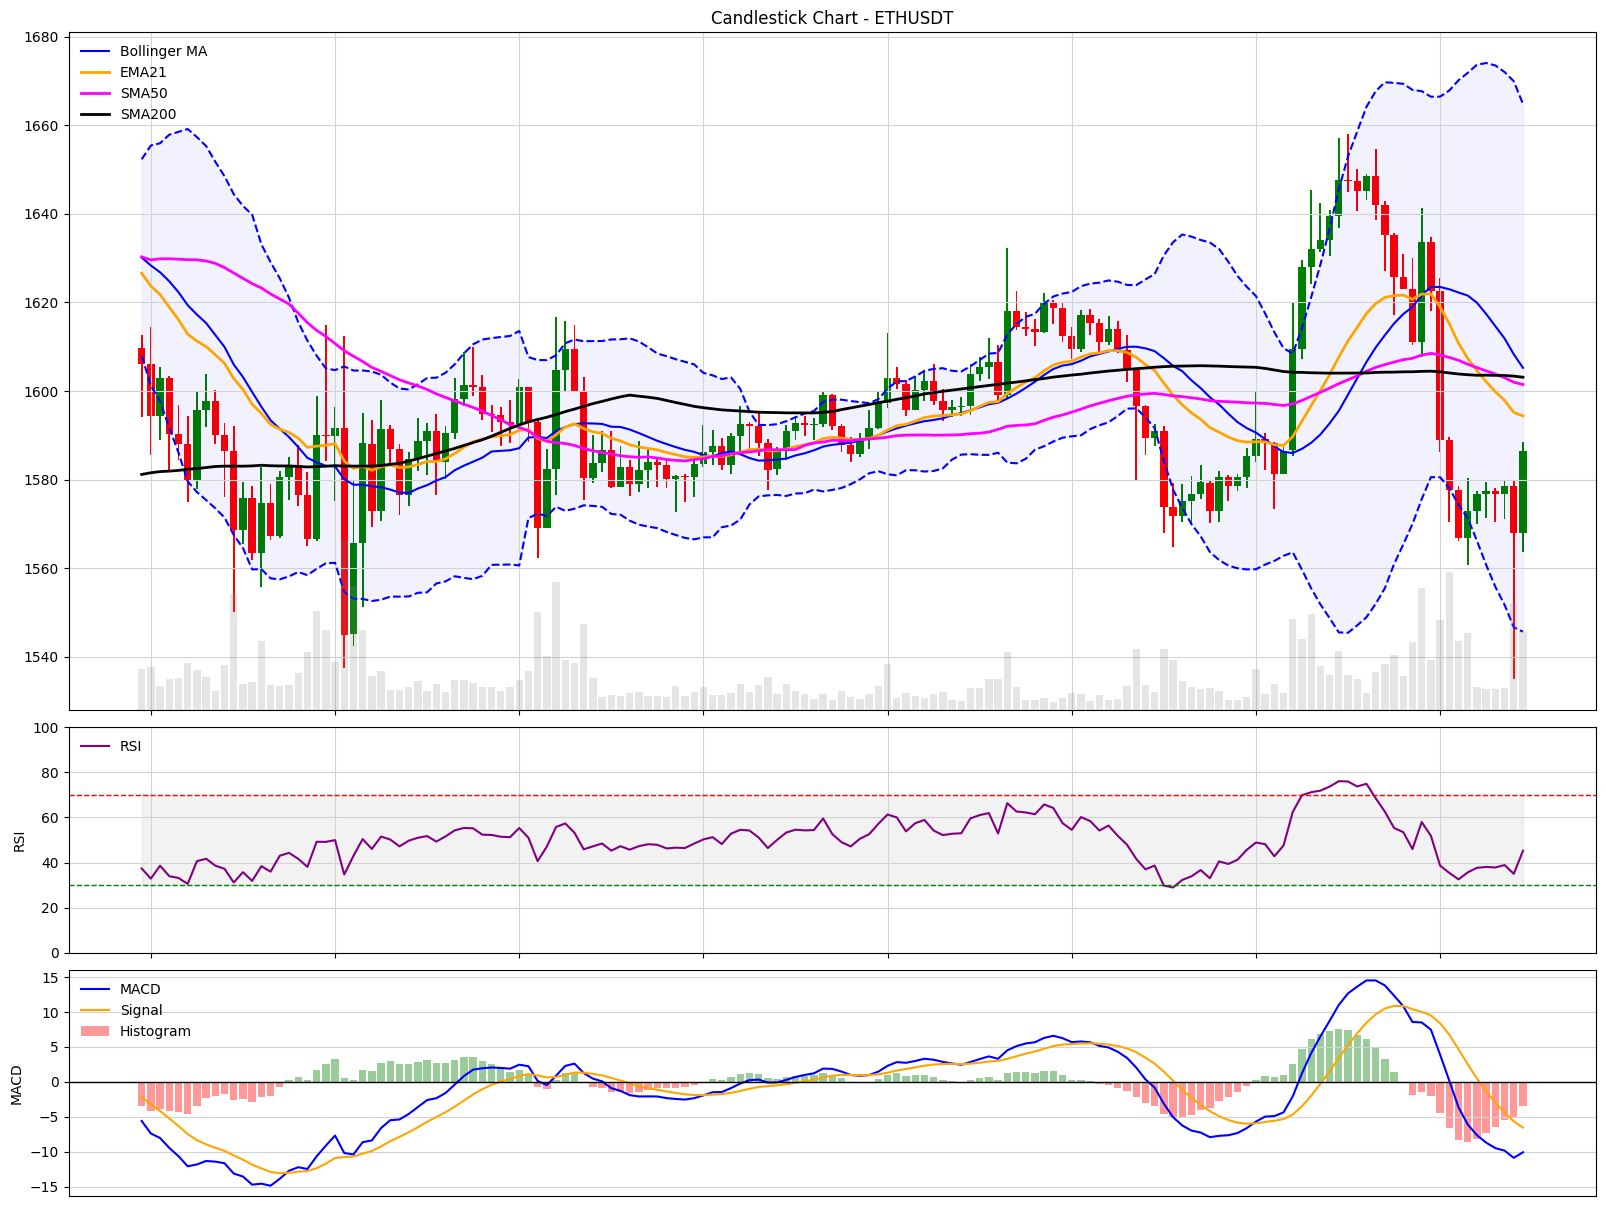 Candlestick Chart - ETHUSDT
1680
1660
1640
1620
1600
1580
1560
1540
Bollinger MA
EMA21
SMA50
SMA200
100
80
60
40
20
0
RSI
RSI
15
10
5
0
−5
−10
−15
MACD
MACD
Signal
Histogram